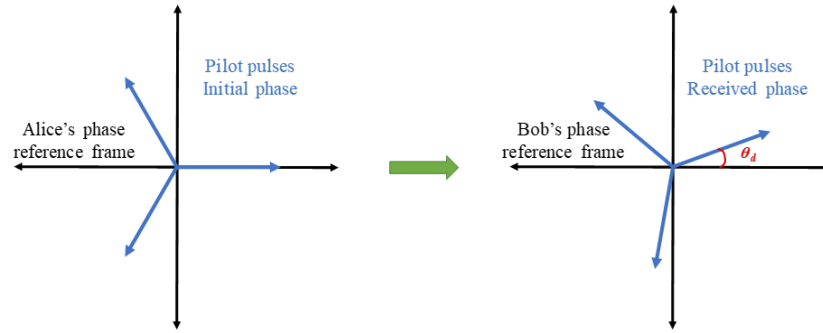 Pilot pulses
Initial phase
Alice's phase
reference frame
Pilot pulses
Received phase
Bob's phase
reference frame
θd